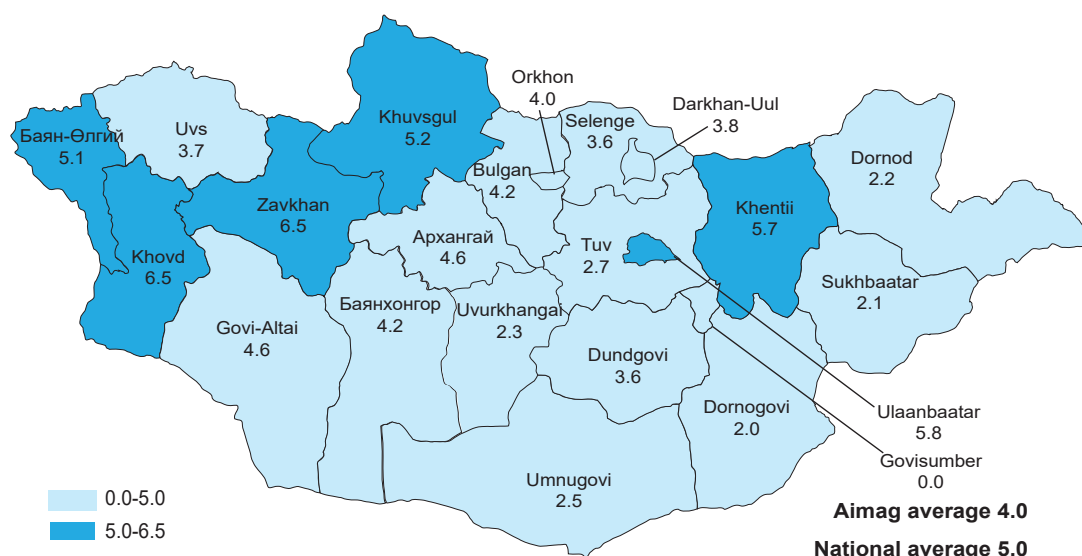 Orkhon
4.0
Darkhan-Uul
3.8
Баян-Өлгий
5.1
Uvs
3.7
Khuvsgul
5.2
Selenge
3.6
Bulgan
4.2
Dornod
2.2
Zavkhan
6.5
Khentii
5.7
Khovd
6.5
Архангай
4.6
Tuv
2.7
Sukhbaatar
2.1
Govi-Altai
4.6
Баянхонгор
4.2
Uvurkhangai
2.3
Dundgovi
3.6
Dornogovi
2.0
Ulaanbaatar
5.8
Govisumber
0.0
Umnugovi
2.5
0.0-5.0
5.0-6.5
Aimag average 4.0
National average 5.0